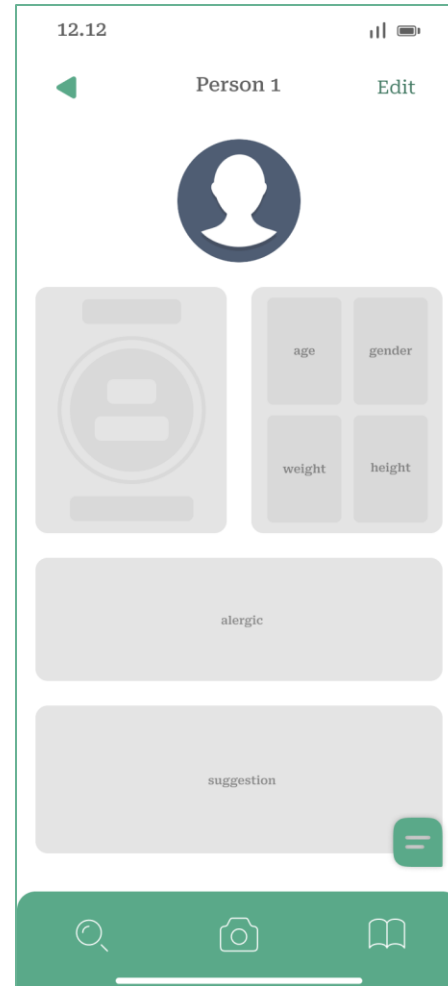 12.12
Person 1
Edit
age
gender
weight
height
alergic
suggestion